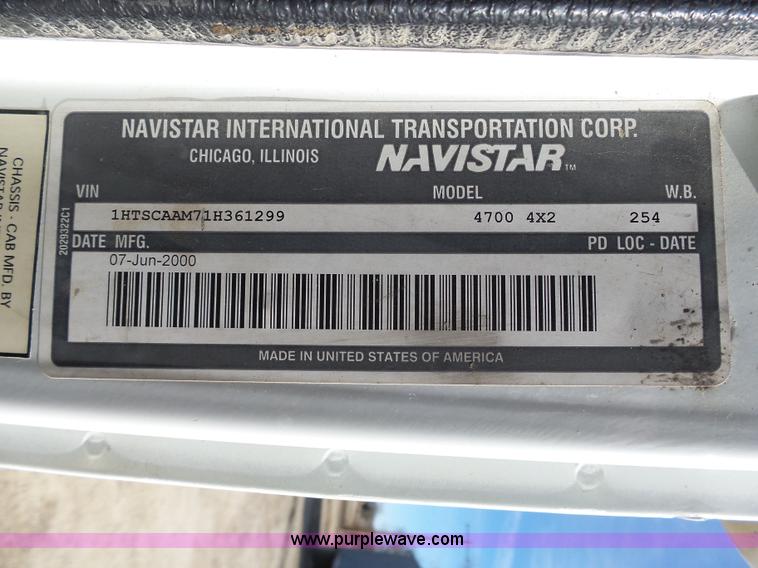 NAVISTAR INTERNATIONAL TRANSPORTATION CORP.
CHICAGO, ILLINOIS NAVISTAR™
VIN MODEL W.B.
1HTSCAAM71H361299 4700 4X2 254
DATE MFG. PD LOC - DATE
07-Jun-2000
MADE IN UNITED STATES OF AMERICA
2029322C1
CHASSIS - CAB MFD. BY
NAVISTAR
www.purplewave.com